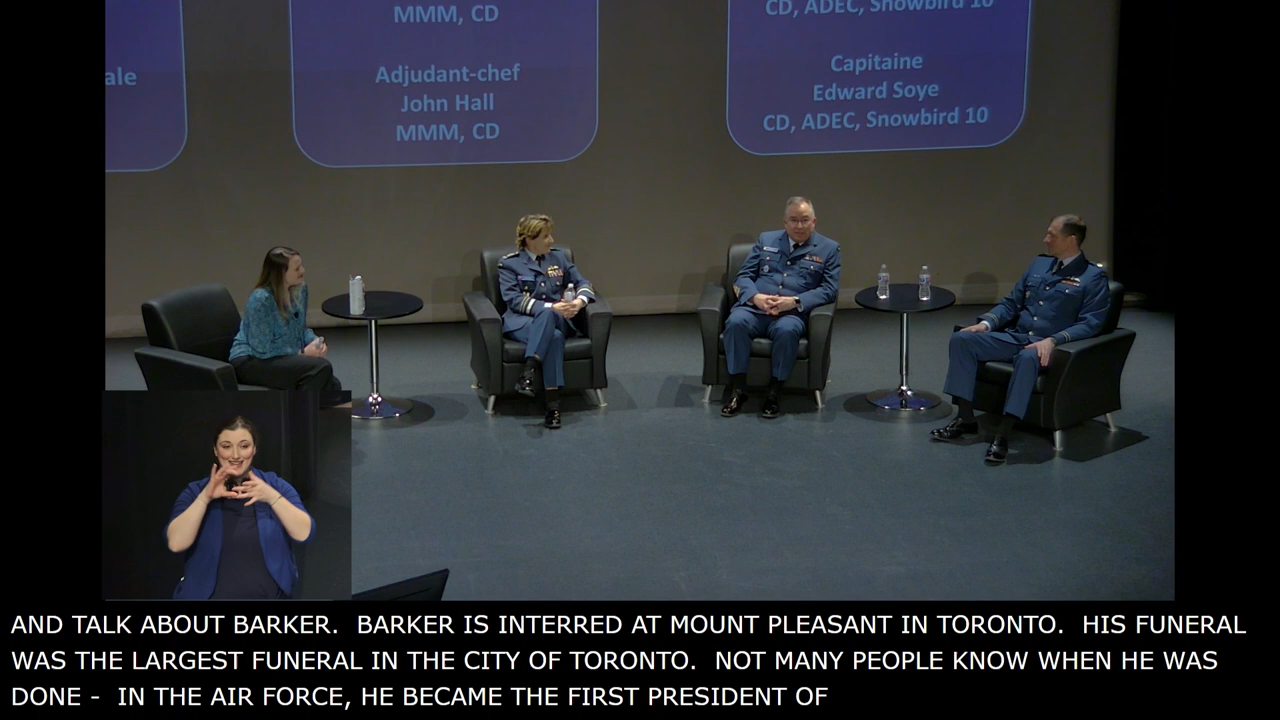 MMM, CD
Adjudant-chef
John Hall
MMM, CD
ale
CD, ADEC, Snowbird 10
Capitaine
Edward Soye
CD, ADEC, Snowbird 10
AND TALK ABOUT BARKER.  BARKER IS INTERRED AT MOUNT PLEASANT IN TORONTO.  HIS FUNERAL
WAS THE LARGEST FUNERAL IN THE CITY OF TORONTO.  NOT MANY PEOPLE KNOW WHEN HE WAS
DONE -  IN THE AIR FORCE, HE BECAME THE FIRST PRESIDENT OF